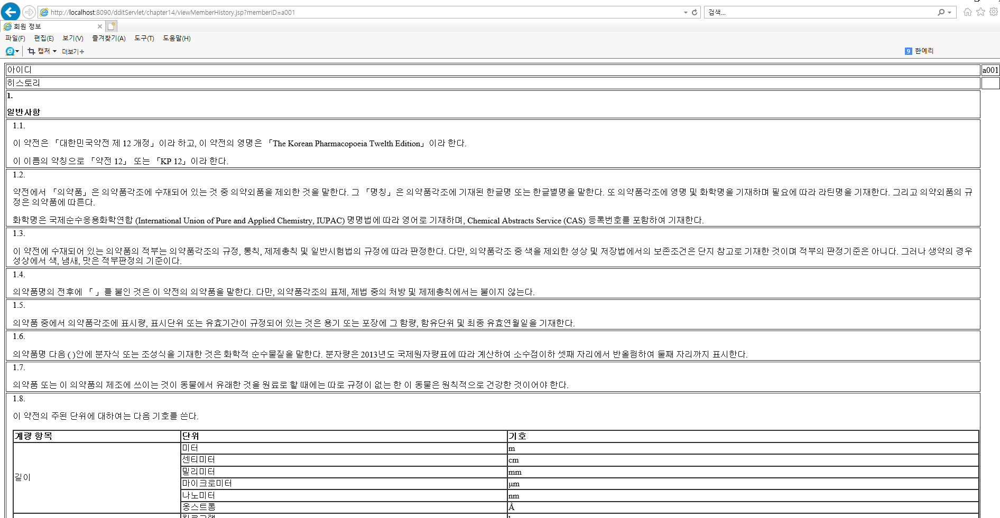 http://localhost:8090/dditServlet/chapter14/viewMemberHistory.jsp?memberID=a001
검색...
회원 정보
파일(F) 편집(E) 보기(V) 즐겨찾기(A) 도구(T) 도움말(H)
캡처 더보기+ 9 한예리
아이디 a001
히스토리
1.
일반사항
1.1.
이 약전은 「대한민국약전 제 12 개정」이라 하고, 이 약전의 영명은 「The Korean Pharmacopoeia Twelth Edition」이라 한다.
이 이름의 약칭으로 「약전 12」 또는 「KP 12」이라 한다.
1.2.
약전에서 「의약품」은 의약품각조에 수재되어 있는 것 중 의약외품을 제외한 것을 말한다. 그 「명칭」은 의약품각조에 기재된 한글명 또는 한글별명을 말한다. 또 의약품각조에 영명 및 화학명을 기재하며 필요에 따라 라틴명을 기재한다. 그리고 의약외품의 규
정은 의약품에 따른다.
화학명은 국제순수응용화학연합 (International Union of Pure and Applied Chemistry, IUPAC) 명명법에 따라 영어로 기재하며, Chemical Abstracts Service (CAS) 등록번호를 포함하여 기재한다.
1.3.
이 약전에 수재되어 있는 의약품의 적부는 의약품각조의 규정, 통칙, 제제총칙 및 일반시험법의 규정에 따라 판정한다. 다만, 의약품각조 중 색을 제외한 성상 및 저장법에서의 보존조건은 단지 참고로 기재한 것이며 적부의 판정기준은 아니다. 그러나 생약의 경우
성상에서 색, 냄새, 맛은 적부판정의 기준이다.
1.4.
의약품명의 전후에 「 」를 붙인 것은 이 약전의 의약품을 말한다. 다만, 의약품각조의 표제, 제법 중의 처방 및 제제총칙에서는 붙이지 않는다.
1.5.
의약품 중에서 의약품각조에 표시량, 표시단위 또는 유효기간이 규정되어 있는 것은 용기 또는 포장에 그 함량, 함유단위 및 최종 유효연월일을 기재한다.
1.6.
의약품명 다음 ( )안에 분자식 또는 조성식을 기재한 것은 화학적 순수물질을 말한다. 분자량은 2013년도 국제원자량표에 따라 계산하여 소수점이하 셋째 자리에서 반올림하여 둘째 자리까지 표시한다.
1.7.
의약품 또는 이 의약품의 제조에 쓰이는 것이 동물에서 유래한 것을 원료로 할 때에는 따로 규정이 없는 한 이 동물은 원칙적으로 건강한 것이어야 한다.
1.8.
이 약전의 주된 단위에 대하여는 다음 기호를 쓴다.
계량 항목 단위 기호
미터 m
센티미터 cm
밀리미터 mm
길이
마이크로미터 μm
나노미터 nm
옹스트롬 Å